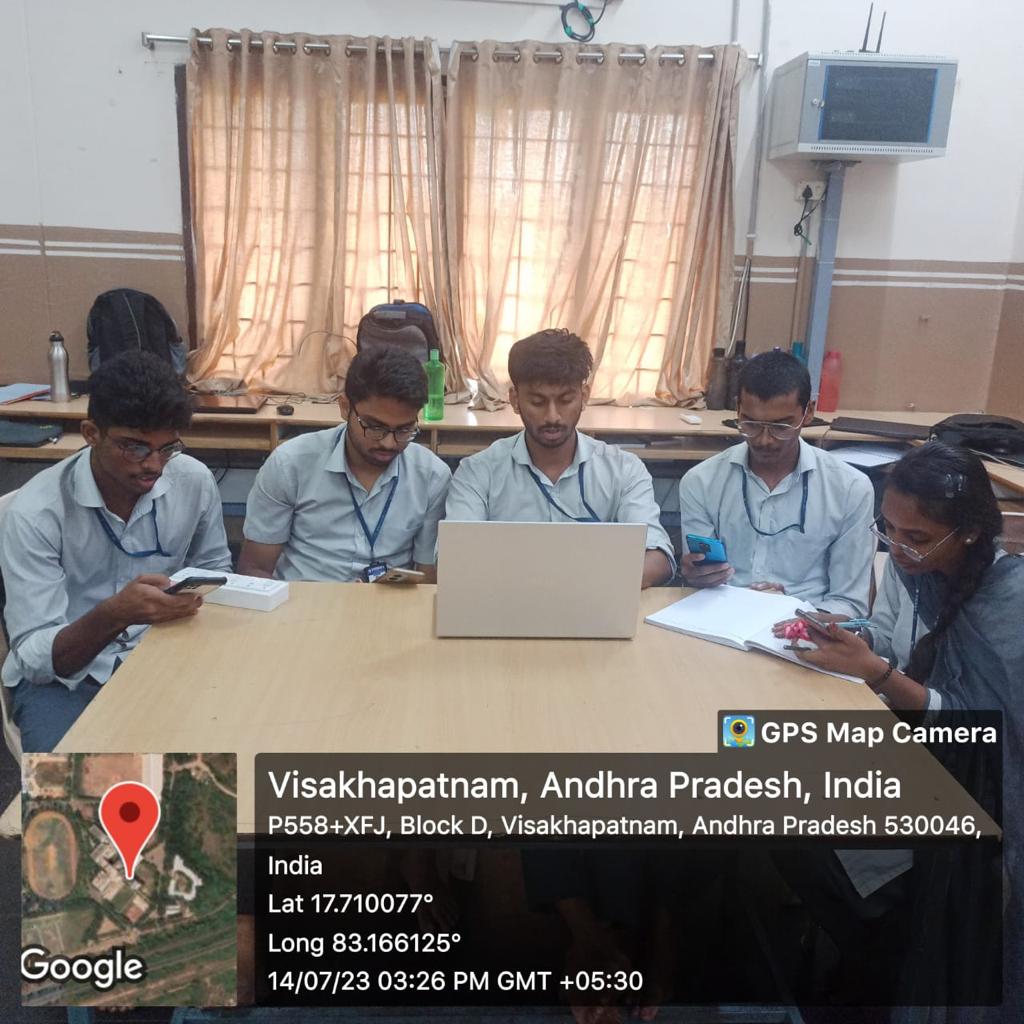 GPS Map Camera
Visakhapatnam, Andhra Pradesh, India
P558+XFJ, Block D, Visakhapatnam, Andhra Pradesh 530046,
India
Lat 17.710077°
Long 83.166125°
14/07/23 03:26 PM GMT +05:30
Google